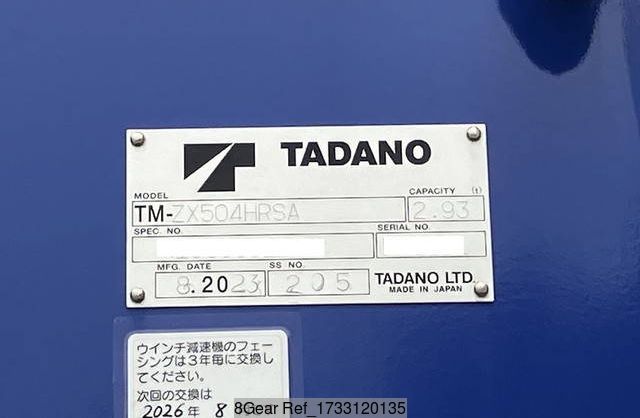 TADANO
MODEL
TM-ZX504HRSA
CAPACITY (t)
2.93
SPEC. NO.
SERIAL NO.
MFG. DATE
8.2023
SS NO.
205
TADANO LTD.
MADE IN JAPAN
ウインチ減速機のフェー
シングは3年毎に交換し
てください。
次回の交換は
2026年 8
8Gear Ref_1733120135